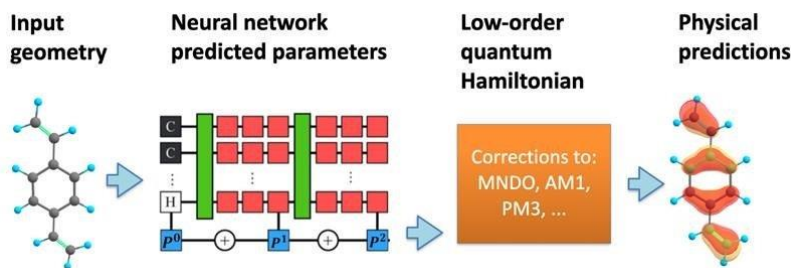 Input
geometry
Neural network
predicted parameters
Low-order
quantum
Hamiltonian
Physical
predictions
C
C
⋮
⋮
⋮
H
P⁰
+
P¹
+
P²
Corrections to:
MNDO, AM1,
PM3, ...